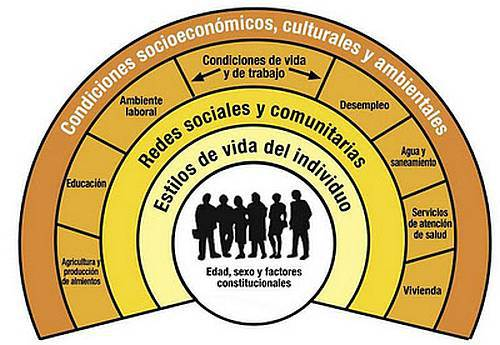 Condiciones socioeconómicos, culturales y ambientales
Condiciones de vida
y de trabajo
Ambiente
laboral
Desempleo
Redes sociales y comunitarias
Agua y
saneamiento
Estilos de vida del individuo
Educación
Servicios
de atención
de salud
Agricultura y
producción
de almientos
Vivienda
Edad, sexo y factores
constitucionales